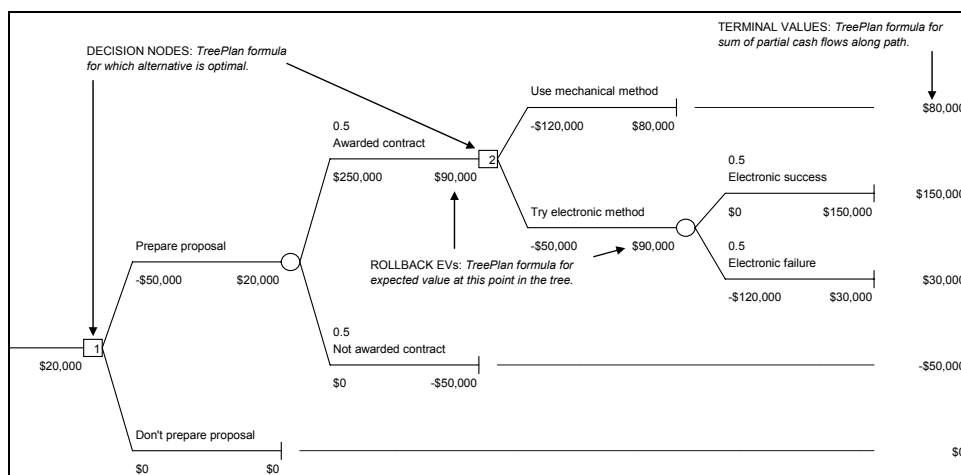 DECISION NODES: TreePlan formula
for which alternative is optimal.
TERMINAL VALUES: TreePlan formula for
sum of partial cash flows along path.
Use mechanical method
$80,000
-$120,000 $80,000
0.5
Awarded contract
2
$250,000 $90,000
0.5
Electronic success
$150,000
$0 $150,000
Try electronic method
-$50,000 $90,000
0.5
Electronic failure
$30,000
-$120,000 $30,000
Prepare proposal
-$50,000 $20,000
ROLLBACK EVs: TreePlan formula for
expected value at this point in the tree.
0.5
Not awarded contract
-$50,000
$0 -$50,000
1
$20,000
Don't prepare proposal
$0
$0 $0